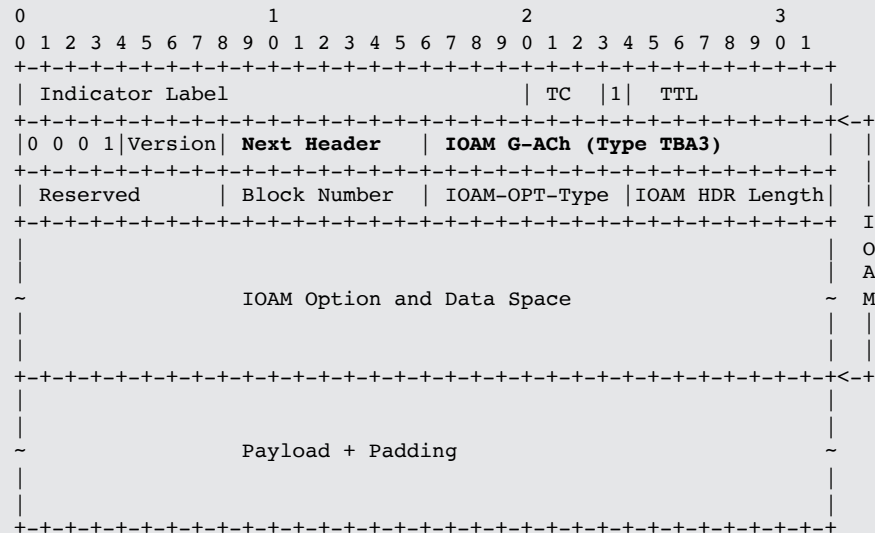 0                   1                   2                   3
0 1 2 3 4 5 6 7 8 9 0 1 2 3 4 5 6 7 8 9 0 1 2 3 4 5 6 7 8 9 0 1
+-+-+-+-+-+-+-+-+-+-+-+-+-+-+-+-+-+-+-+-+-+-+-+-+-+-+-+-+-+-+-+-+
| Indicator Label                       | TC  |1|  TTL          |
+-+-+-+-+-+-+-+-+-+-+-+-+-+-+-+-+-+-+-+-+-+-+-+-+-+-+-+-+-+-+-+-+<-+
|0 0 0 1|Version| Next Header   | IOAM G-ACh (Type TBA3)        |  |
+-+-+-+-+-+-+-+-+-+-+-+-+-+-+-+-+-+-+-+-+-+-+-+-+-+-+-+-+-+-+-+-+  |
| Reserved      | Block Number  | IOAM-OPT-Type |IOAM HDR Length|  |
+-+-+-+-+-+-+-+-+-+-+-+-+-+-+-+-+-+-+-+-+-+-+-+-+-+-+-+-+-+-+-+-+  I
|                                                               |  O
|                                                               |  A
~                 IOAM Option and Data Space                    ~  M
|                                                               |  |
|                                                               |  |
+-+-+-+-+-+-+-+-+-+-+-+-+-+-+-+-+-+-+-+-+-+-+-+-+-+-+-+-+-+-+-+-+<-+
|                                                               |
|                                                               |
~                 Payload + Padding                             ~
|                                                               |
|                                                               |
+-+-+-+-+-+-+-+-+-+-+-+-+-+-+-+-+-+-+-+-+-+-+-+-+-+-+-+-+-+-+-+-+